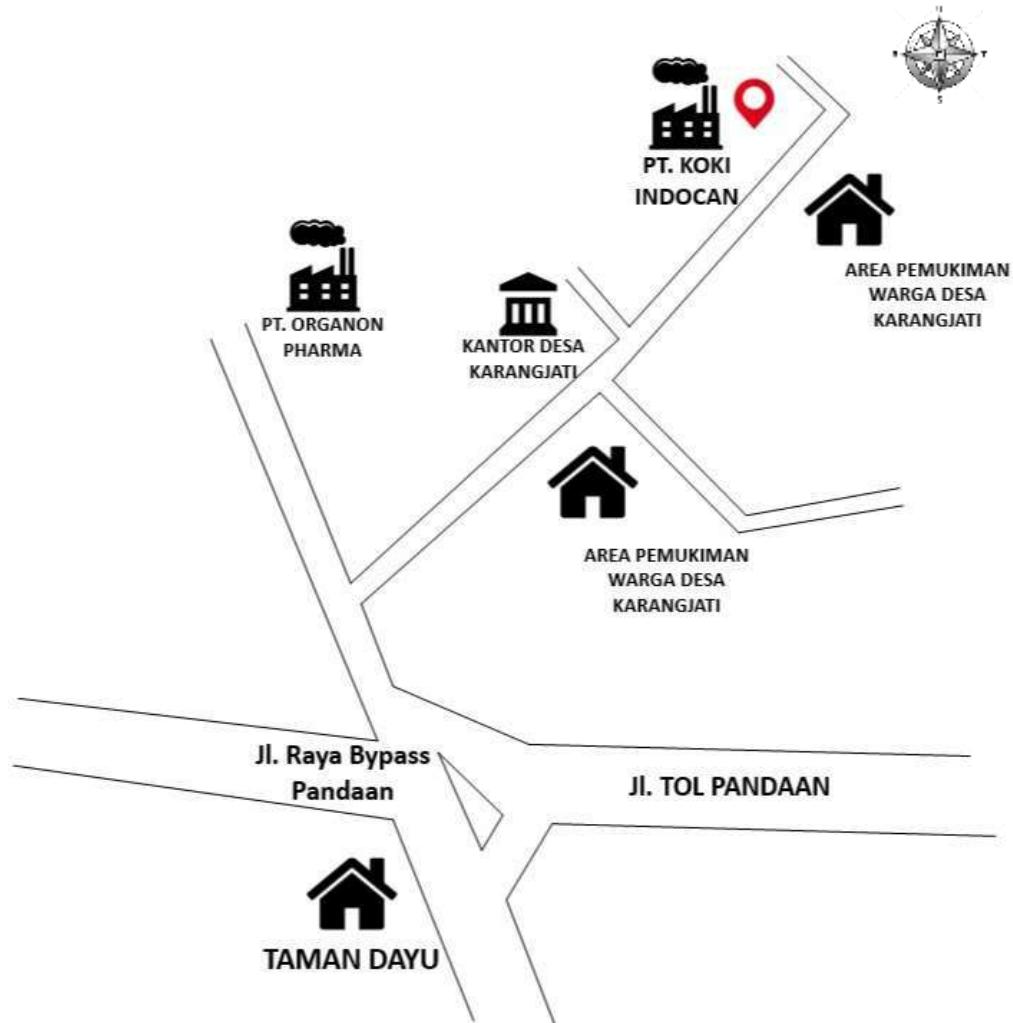 U
T
S
PT. KOKI
INDOCAN
AREA PEMUKIMAN
WARGA DESA
KARANGJATI
PT. ORGANON
PHARMA
KANTOR DESA
KARANGJATI
AREA PEMUKIMAN
WARGA DESA
KARANGJATI
Jl. Raya Bypass
Pandaan
Jl. TOL PANDAAN
TAMAN DAYU